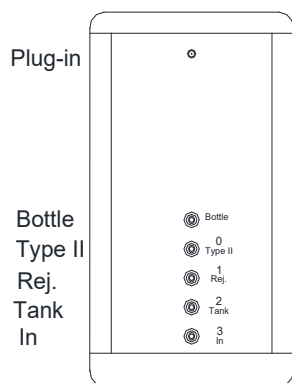 Plug-in
Bottle
Type II
Rej.
Tank
In
Bottle
0
Type II
1
Rej.
2
Tank
3
In